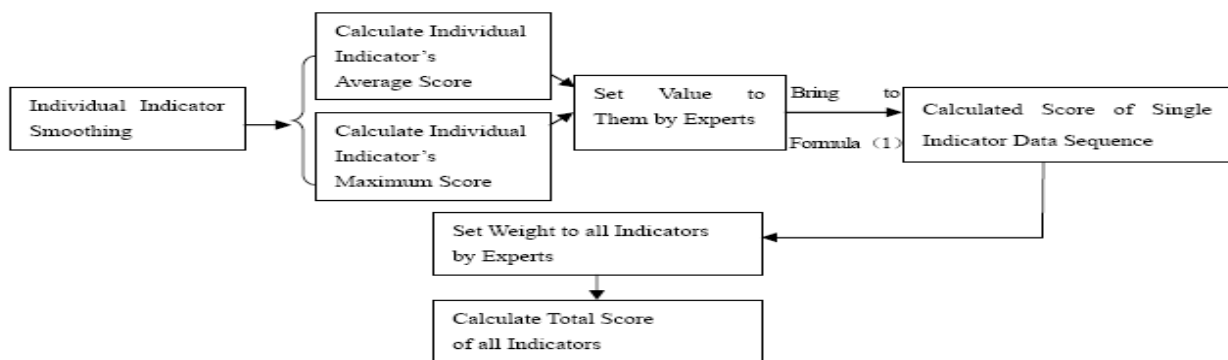 Individual Indicator
Smoothing
Calculate Individual
Indicator's
Average Score
Calculate Individual
Indicator's
Maximum Score
Set Value to
Them by Experts
Bring to
Formula (1)
Calculated Score of Single
Indicator Data Sequence
Set Weight to all Indicators
by Experts
Calculate Total Score
of all Indicators